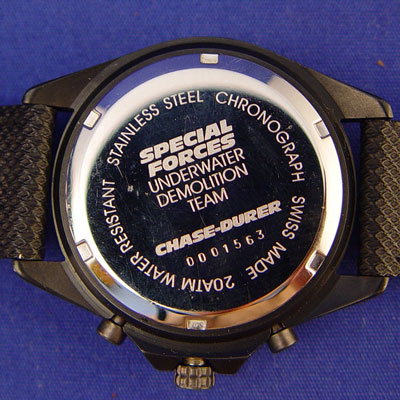 STAINLESS STEEL CHRONOGRAPH SWISS MADE 20ATM WATER RESISTANT
SPECIAL
FORCES
UNDERWATER
DEMOLITION
TEAM
CHASE-DURER
0001563